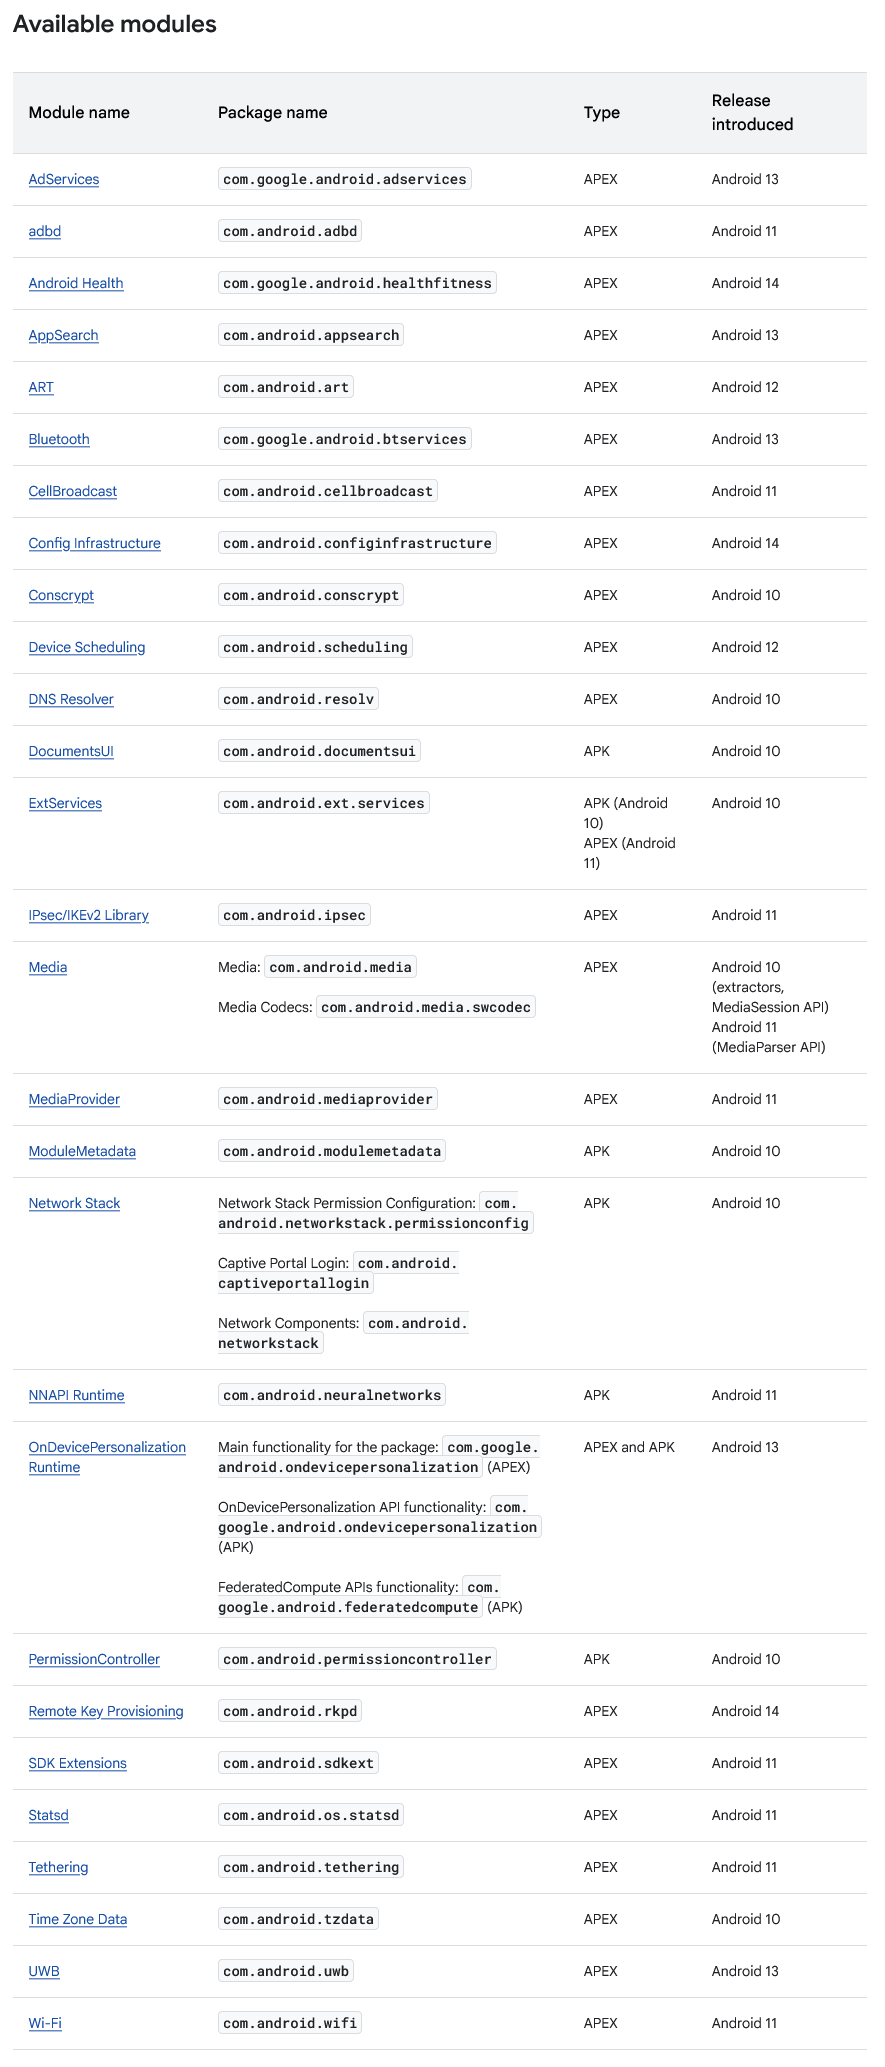 Available modules
Module name Package name Type Release
introduced
AdServices com.google.android.adservices APEX Android 13
adbd com.android.adbd APEX Android 11
Android Health com.google.android.healthfitness APEX Android 14
AppSearch com.android.appsearch APEX Android 13
ART com.android.art APEX Android 12
Bluetooth com.google.android.btservices APEX Android 13
CellBroadcast com.android.cellbroadcast APEX Android 11
Config Infrastructure com.android.configinfrastructure APEX Android 14
Conscrypt com.android.conscrypt APEX Android 10
Device Scheduling com.android.scheduling APEX Android 12
DNS Resolver com.android.resolv APEX Android 10
DocumentsUI com.android.documentsui APK Android 10
ExtServices com.android.ext.services APK (Android Android 10
10)
APEX (Android
11)
IPsec/IKEv2 Library com.android.ipsec APEX Android 11
Media Media: com.android.media APEX Android 10
(extractors,
Media Codecs: com.android.media.swcodec MediaSession API)
Android 11
(MediaParser API)
MediaProvider com.android.mediaprovider APEX Android 11
ModuleMetadata com.android.modulemetadata APK Android 10
Network Stack Network Stack Permission Configuration: com. APK Android 10
android.networkstack.permissionconfig
Captive Portal Login: com.android.
captiveportallogin
Network Components: com.android.
networkstack
NNAPI Runtime com.android.neuralnetworks APK Android 11
OnDevicePersonalization Main functionality for the package: com.google. APEX and APK Android 13
Runtime android.ondevicepersonalization (APEX)
OnDevicePersonalization API functionality: com.
google.android.ondevicepersonalization
(APK)
FederatedCompute APIs functionality: com.
google.android.federatedcompute (APK)
PermissionController com.android.permissioncontroller APK Android 10
Remote Key Provisioning com.android.rkpd APEX Android 14
SDK Extensions com.android.sdkext APEX Android 11
Statsd com.android.os.statsd APEX Android 11
Tethering com.android.tethering APEX Android 11
Time Zone Data com.android.tzdata APEX Android 10
UWB com.android.uwb APEX Android 13
Wi-Fi com.android.wifi APEX Android 11